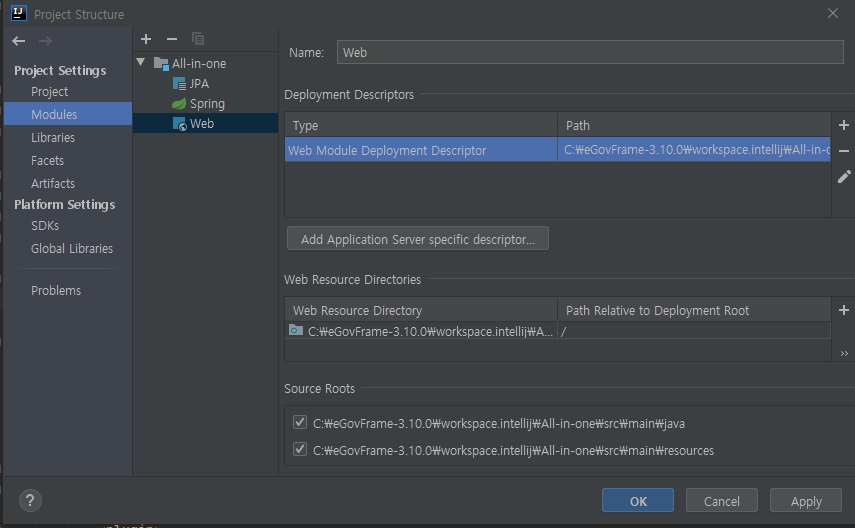 IJ Project Structure
Project Settings
Project
Modules
Libraries
Facets
Artifacts
Platform Settings
SDKs
Global Libraries
Problems
All-in-one
JPA
Spring
Web
Name: Web
Deployment Descriptors
Type Path
Web Module Deployment Descriptor C:₩eGovFrame-3.10.0₩workspace.intellij₩All-in-o
Add Application Server specific descriptor...
Web Resource Directories
Web Resource Directory Path Relative to Deployment Root
C:₩eGovFrame-3.10.0₩workspace.intellij₩A... /
Source Roots
C:₩eGovFrame-3.10.0₩workspace.intellij₩All-in-one₩src₩main₩java
C:₩eGovFrame-3.10.0₩workspace.intellij₩All-in-one₩src₩main₩resources
? OK Cancel Apply